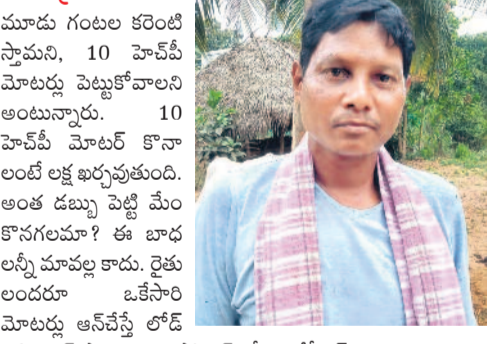 మూడు గంటల కరెంటి
స్తామని, 10 హెచ్‌పీ
మోటర్లు పెట్టుకోవాలని
అంటున్నారు. 10
హెచ్‌పీ మోటర్ కొనా
లంటే లక్ష ఖర్చవుతుంది.
అంత డబ్బు పెట్టి మేం
కొనగలమా? ఈ బాధ
లన్నీ మావల్ల కాదు. రైతు
లందరూ ఒకేసారి
మోటర్లు ఆన్‌చేస్తే లోడ్